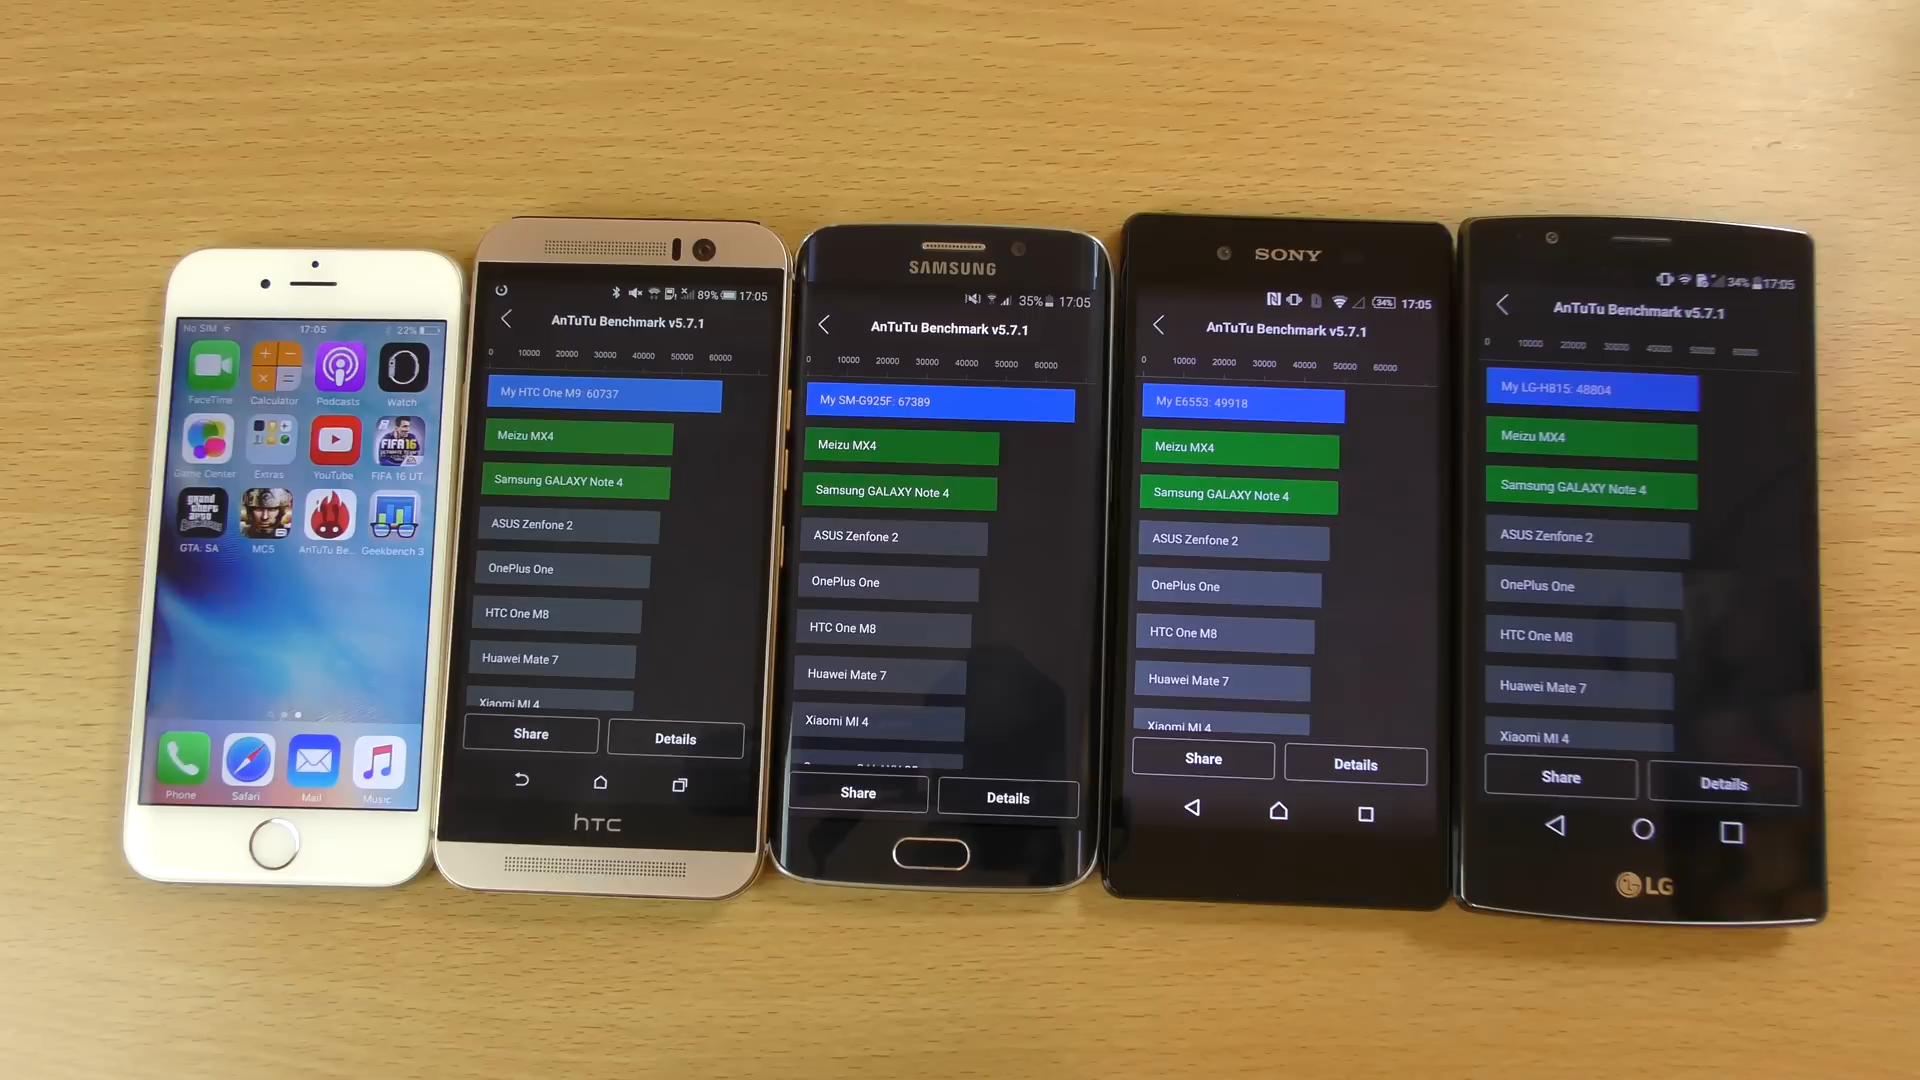 No SIM 17:05 22%
FaceTime Calculator Podcasts Watch
Game Center Extras YouTube FIFA 16 UT
GTA: SA MC5 AnTuTu Be... Geekbench 3
Phone Safari Mail Music
89% 17:05
AnTuTu Benchmark v5.7.1
0 10000 20000 30000 40000 50000 60000
My HTC One M9: 60737
Meizu MX4
Samsung GALAXY Note 4
ASUS Zenfone 2
OnePlus One
HTC One M8
Huawei Mate 7
Xiaomi MI 4
Share Details
hTC
SAMSUNG
35% 17:05
AnTuTu Benchmark v5.7.1
0 10000 20000 30000 40000 50000 60000
My SM-G925F: 67389
Meizu MX4
Samsung GALAXY Note 4
ASUS Zenfone 2
OnePlus One
HTC One M8
Huawei Mate 7
Xiaomi MI 4
Share Details
SONY
34% 17:05
AnTuTu Benchmark v5.7.1
0 10000 20000 30000 40000 50000 60000
My E6553: 49918
Meizu MX4
Samsung GALAXY Note 4
ASUS Zenfone 2
OnePlus One
HTC One M8
Huawei Mate 7
Xiaomi MI 4
Share Details
34% 17:05
AnTuTu Benchmark v5.7.1
0 10000 20000 30000 40000 50000 60000
My LG-H815: 48804
Meizu MX4
Samsung GALAXY Note 4
ASUS Zenfone 2
OnePlus One
HTC One M8
Huawei Mate 7
Xiaomi MI 4
Share Details
LG